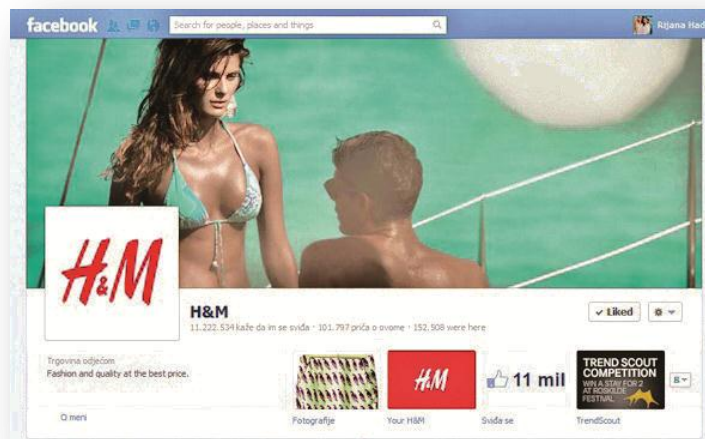 facebook
Search for people, places and things
Rijana Had
H&M
H&M
11.222.534 kaže da im se sviđa · 101.797 priča o ovome · 152.508 were here
Liked
Trgovina odjećom
Fashion and quality at the best price.
O meni
H&M
11 mil
TREND SCOUT
COMPETITION
WIN A STAY FOR 2
AT ROSKILDE
FESTIVAL
8
Fotografije
Your H&M
Sviđa se
TrendScout